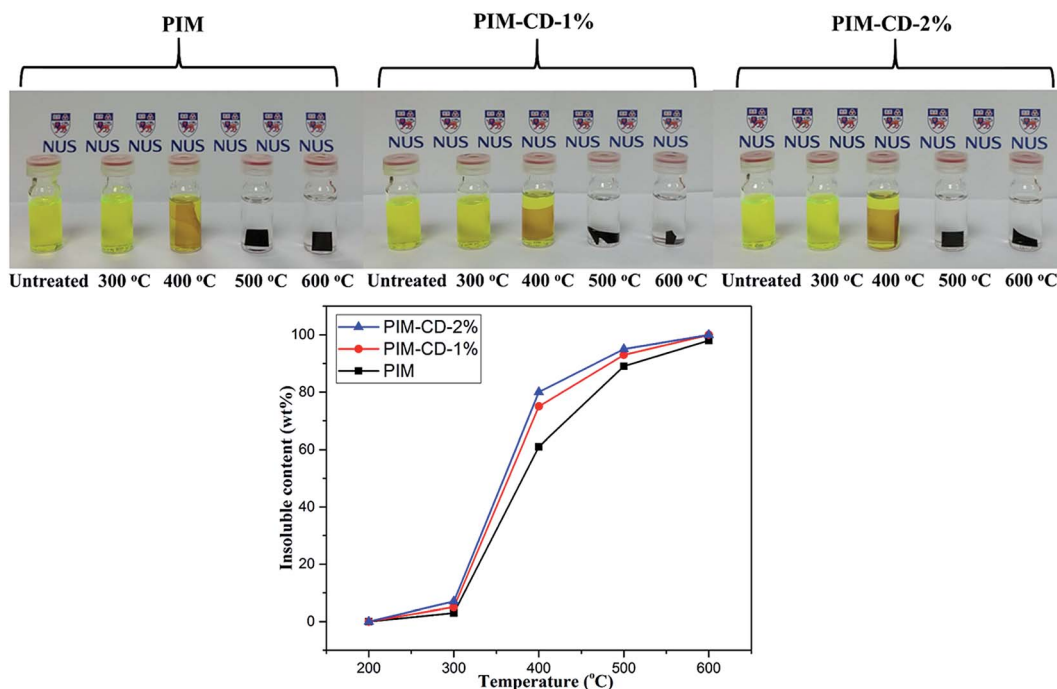 PIM PIM-CD-1% PIM-CD-2%
NUS NUS NUS NUS NUS NUS NUS NUS NUS NUS NUS NUS NUS NUS NUS
Untreated 300 °C 400 °C 500 °C 600 °C Untreated 300 °C 400 °C 500 °C 600 °C Untreated 300 °C 400 °C 500 °C 600 °C
PIM-CD-2%
PIM-CD-1%
PIM
Insoluble content (wt%)
100
80
60
40
20
0
200 300 400 500 600
Temperature (°C)